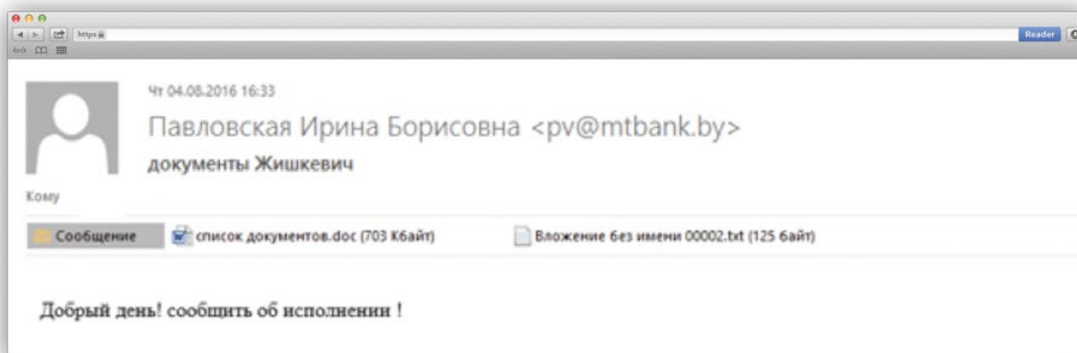 https
Reader
Чт 04.08.2016 16:33
Павловская Ирина Борисовна <pv@mtbank.by>
документы Жишкевич
Кому
Сообщение список документов.doc (703 Кбайт) Вложение без имени 00002.txt (125 байт)
Добрый день! сообщить об исполнении !